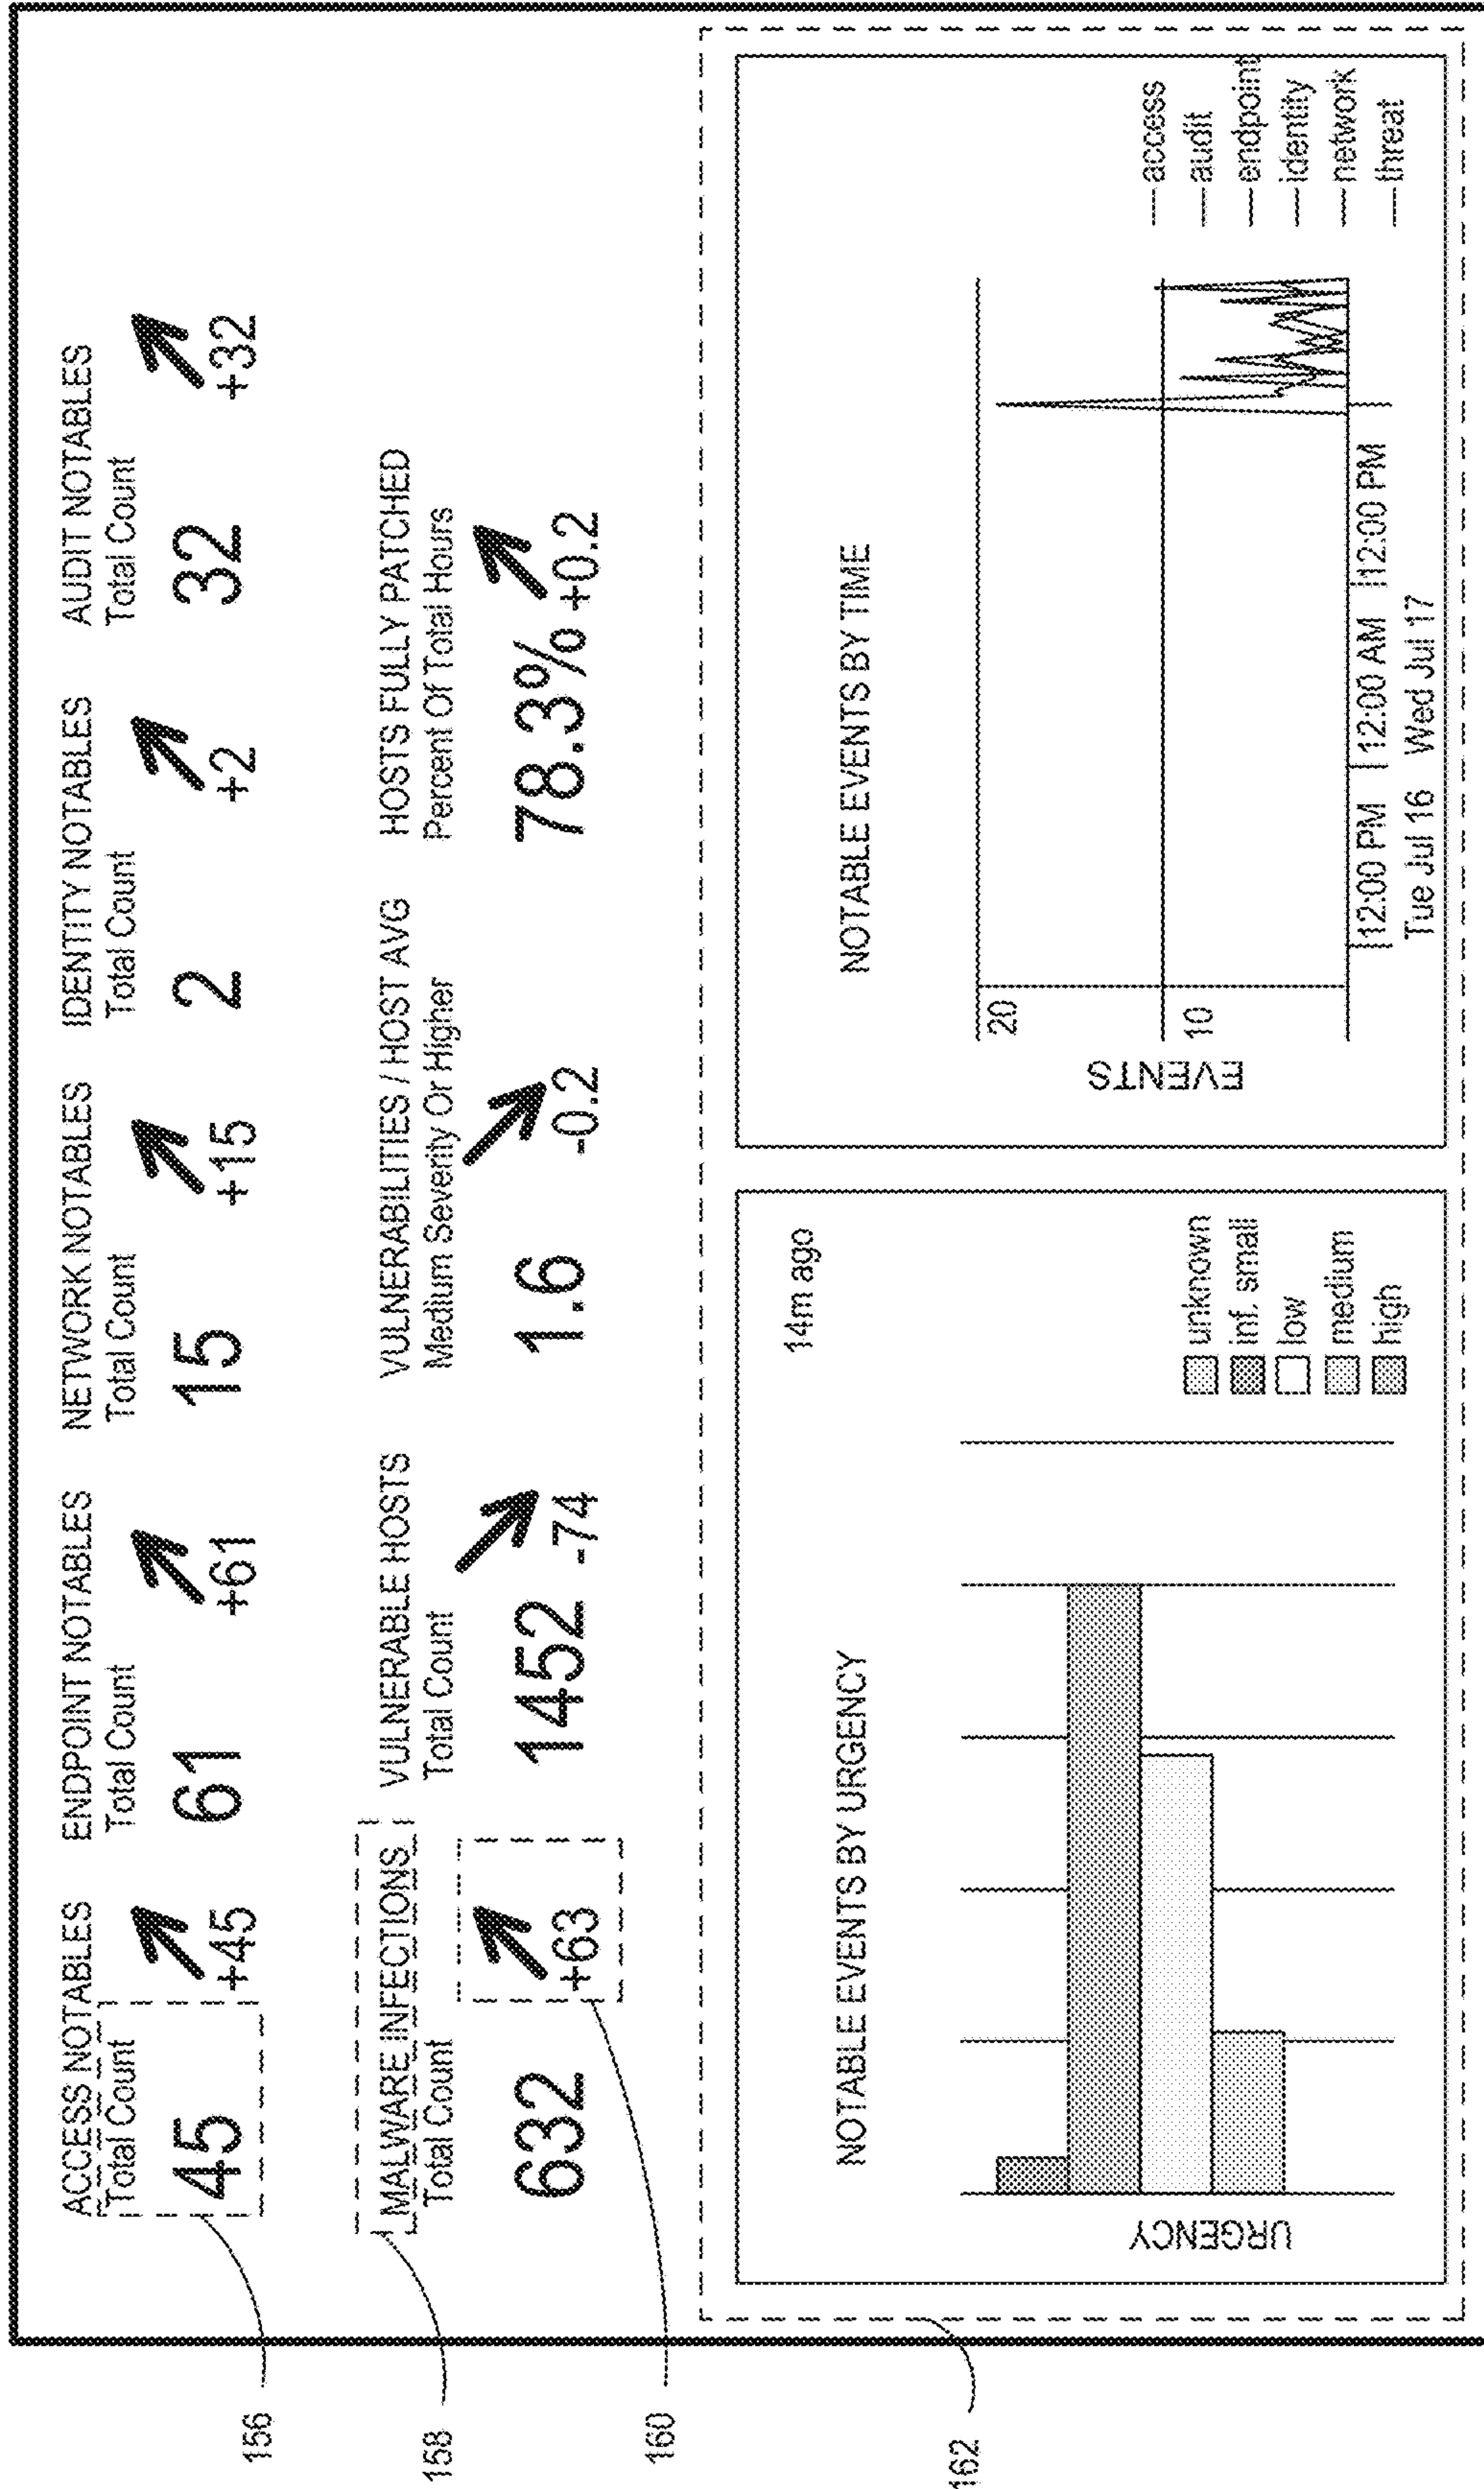 ACCESS NOTABLES ENDPOINT NOTABLES NETWORK NOTABLES IDENTITY NOTABLES AUDIT NOTABLES
Total Count Total Count Total Count Total Count Total Count
45 +45 61 +61 15 +15 2 +2 32 +32
156
MALWARE INFECTIONS VULNERABLE HOSTS VULNERABILITIES / HOST AVG HOSTS FULLY PATCHED
Total Count Total Count Medium Severity Or Higher Percent Of Total Hours
632 +63 1452 -74 1.6 -0.2 78.3% +0.2
158
160
162
NOTABLE EVENTS BY URGENCY
14m ago
URGENCY
unknown
inf. small
low
medium
high
NOTABLE EVENTS BY TIME
EVENTS
20
10
12:00 PM 12:00 AM 12:00 PM
Tue Jul 16 Wed Jul 17
access
audit
endpoint
identity
network
threat